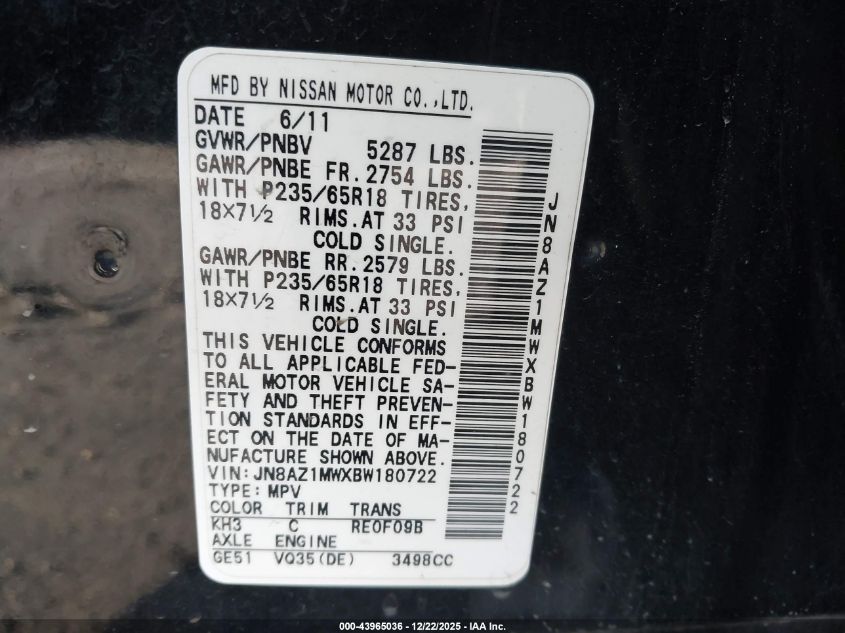 MFD BY NISSAN MOTOR CO.,LTD.
DATE 6/11
GVWR/PNBV 5287 LBS.
GAWR/PNBE FR.2754 LBS.
WITH P235/65R18 TIRES,
18×7½ RIMS.AT 33 PSI
COLD SINGLE.
GAWR/PNBE RR.2579 LBS.
WITH P235/65R18 TIRES,
18×7½ RIMS.AT 33 PSI
COLD SINGLE.
THIS VEHICLE CONFORMS
TO ALL APPLICABLE FED-
ERAL MOTOR VEHICLE SA-
FETY AND THEFT PREVEN-
TION STANDARDS IN EFF-
ECT ON THE DATE OF MA-
NUFACTURE SHOWN ABOVE.
VIN: JN8AZ1MWXBW180722
TYPE: MPV
COLOR TRIM TRANS
KH3 C RE0F09B
AXLE ENGINE
GE51 VQ35(DE) 3498CC
JN8AZ1MWXBW180722
000-43965036 - 12/22/2025 - IAA Inc.